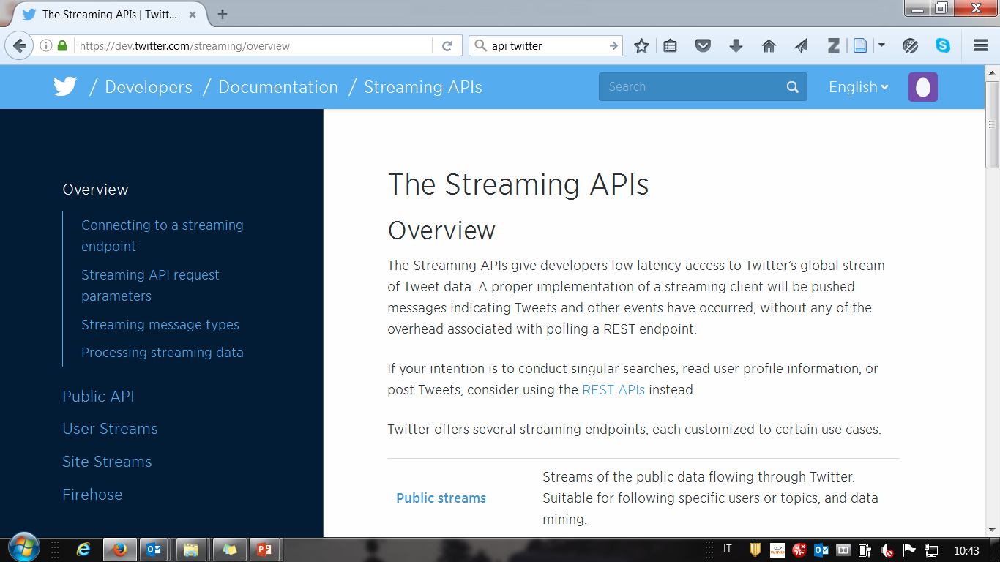 The Streaming APIs | Twitt...
https://dev.twitter.com/streaming/overview
api twitter
/ Developers / Documentation / Streaming APIs
Search
English
Overview
Connecting to a streaming
endpoint
Streaming API request
parameters
Streaming message types
Processing streaming data
Public API
User Streams
Site Streams
Firehose
The Streaming APIs
Overview
The Streaming APIs give developers low latency access to Twitter’s global stream
of Tweet data. A proper implementation of a streaming client will be pushed
messages indicating Tweets and other events have occurred, without any of the
overhead associated with polling a REST endpoint.
If your intention is to conduct singular searches, read user profile information, or
post Tweets, consider using the REST APIs instead.
Twitter offers several streaming endpoints, each customized to certain use cases.
Public streams
Streams of the public data flowing through Twitter.
Suitable for following specific users or topics, and data
mining.
IT
WIND
10:43